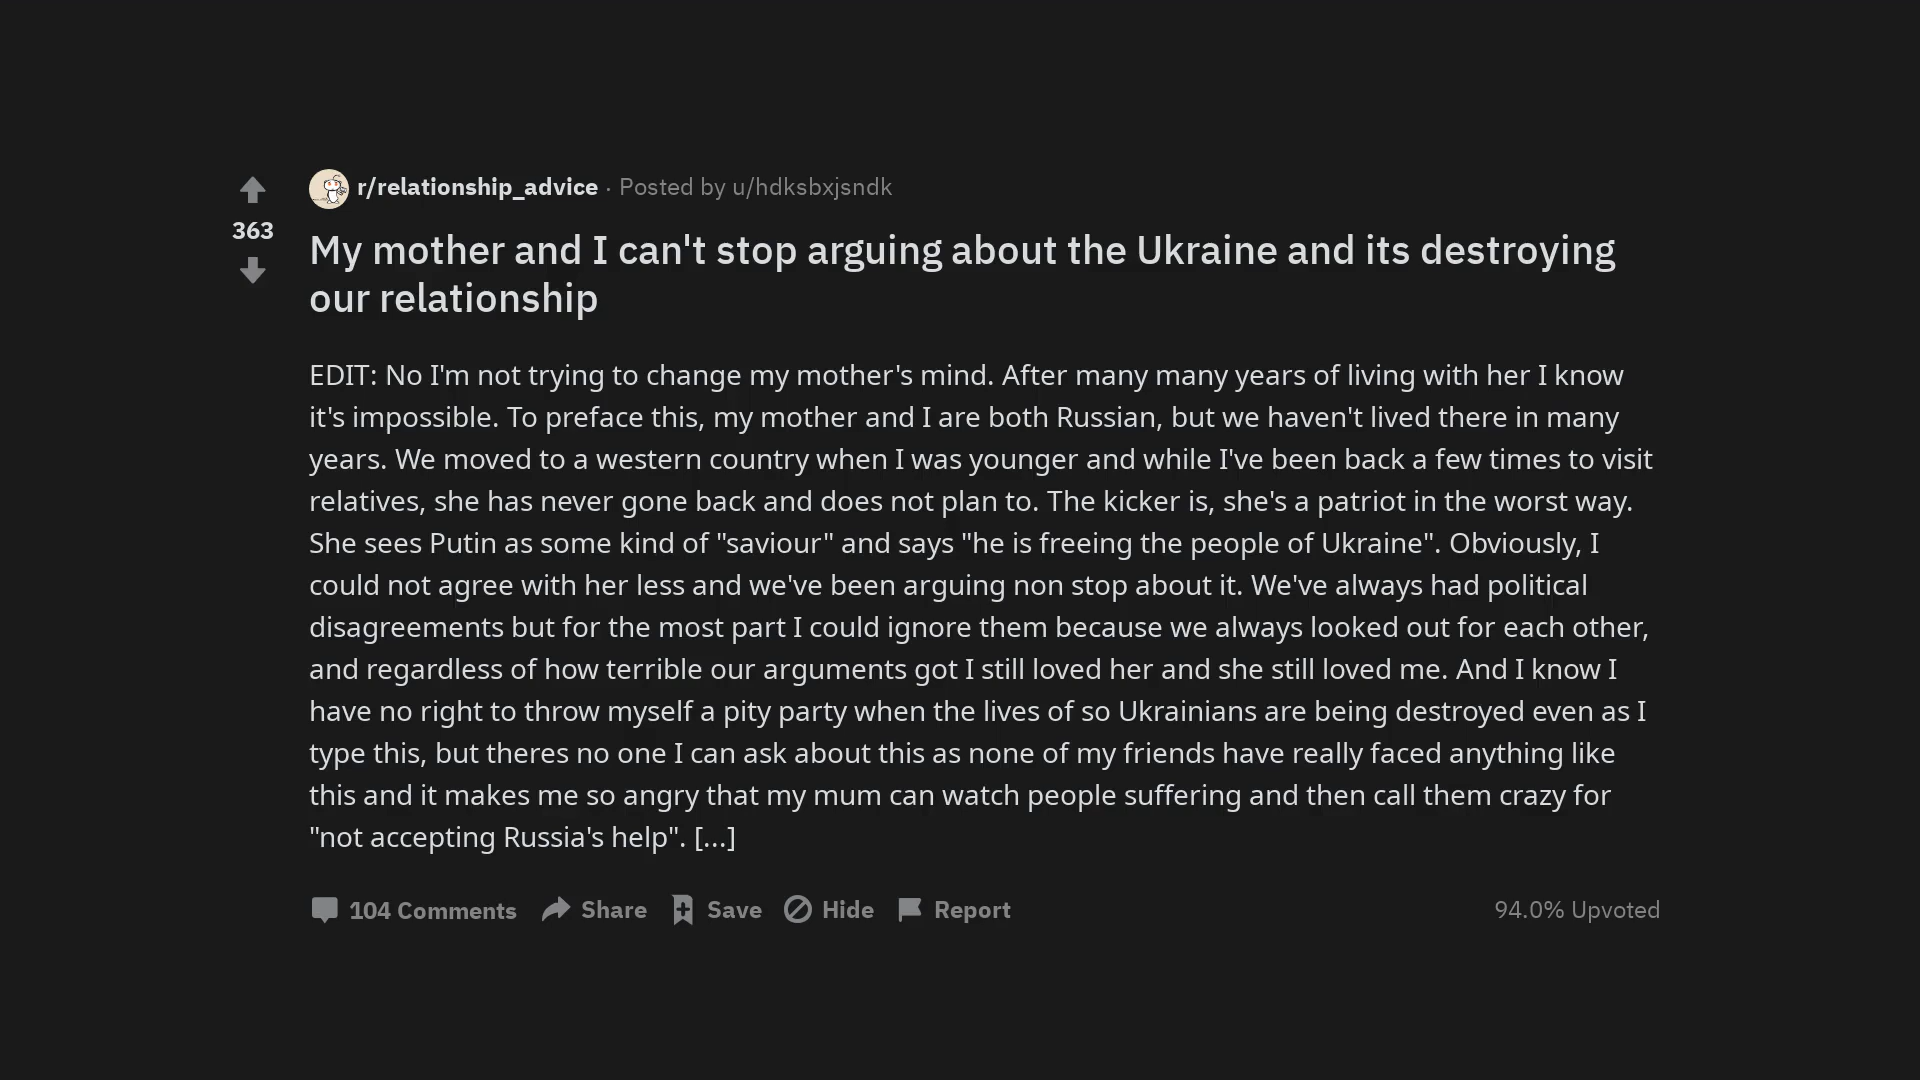 r/relationship_advice · Posted by u/hdksbxjsndk
363
My mother and I can't stop arguing about the Ukraine and its destroying
our relationship
EDIT: No I'm not trying to change my mother's mind. After many many years of living with her I know
it's impossible. To preface this, my mother and I are both Russian, but we haven't lived there in many
years. We moved to a western country when I was younger and while I've been back a few times to visit
relatives, she has never gone back and does not plan to. The kicker is, she's a patriot in the worst way.
She sees Putin as some kind of "saviour" and says "he is freeing the people of Ukraine". Obviously, I
could not agree with her less and we've been arguing non stop about it. We've always had political
disagreements but for the most part I could ignore them because we always looked out for each other,
and regardless of how terrible our arguments got I still loved her and she still loved me. And I know I
have no right to throw myself a pity party when the lives of so Ukrainians are being destroyed even as I
type this, but theres no one I can ask about this as none of my friends have really faced anything like
this and it makes me so angry that my mum can watch people suffering and then call them crazy for
"not accepting Russia's help". [...]
104 Comments Share Save Hide Report 94.0% Upvoted